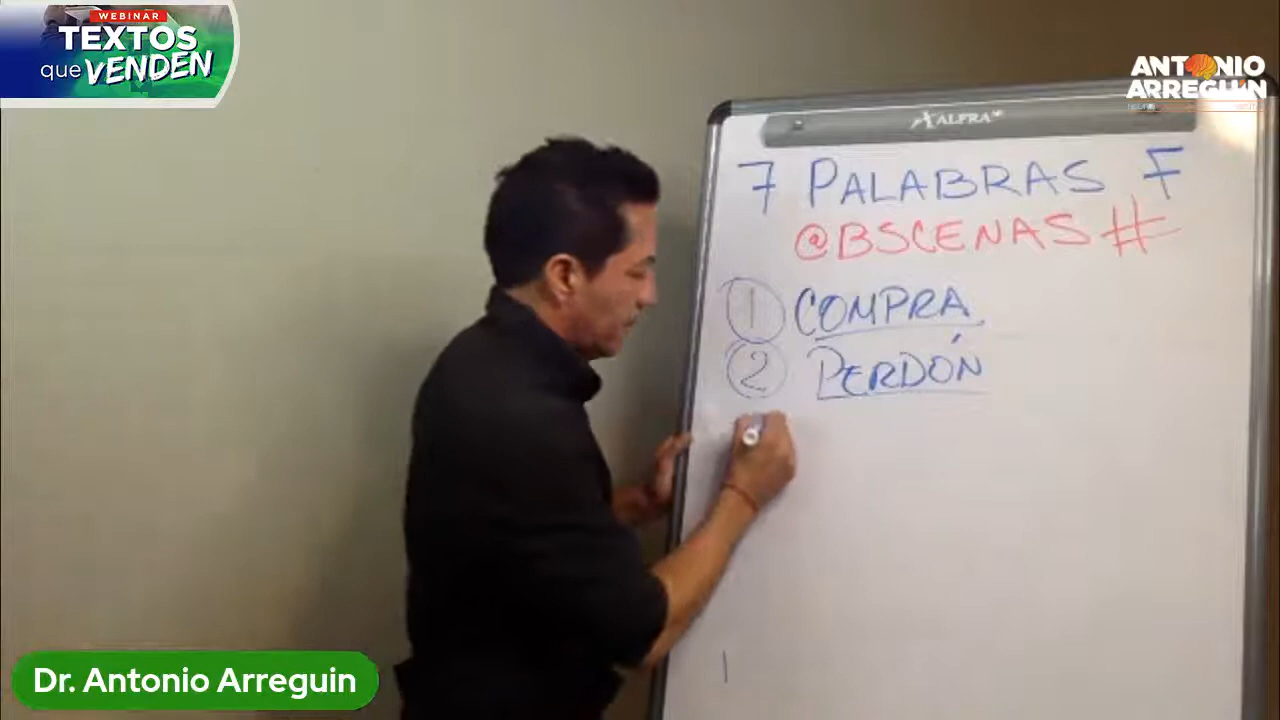 WEBINAR
TEXTOS
que VENDEN
ANTONIO
ARREGUIN
ALFRA
7 PALABRAS F
@BSCENAS #
1 COMPRA
2 PERDÓN
Dr. Antonio Arreguin